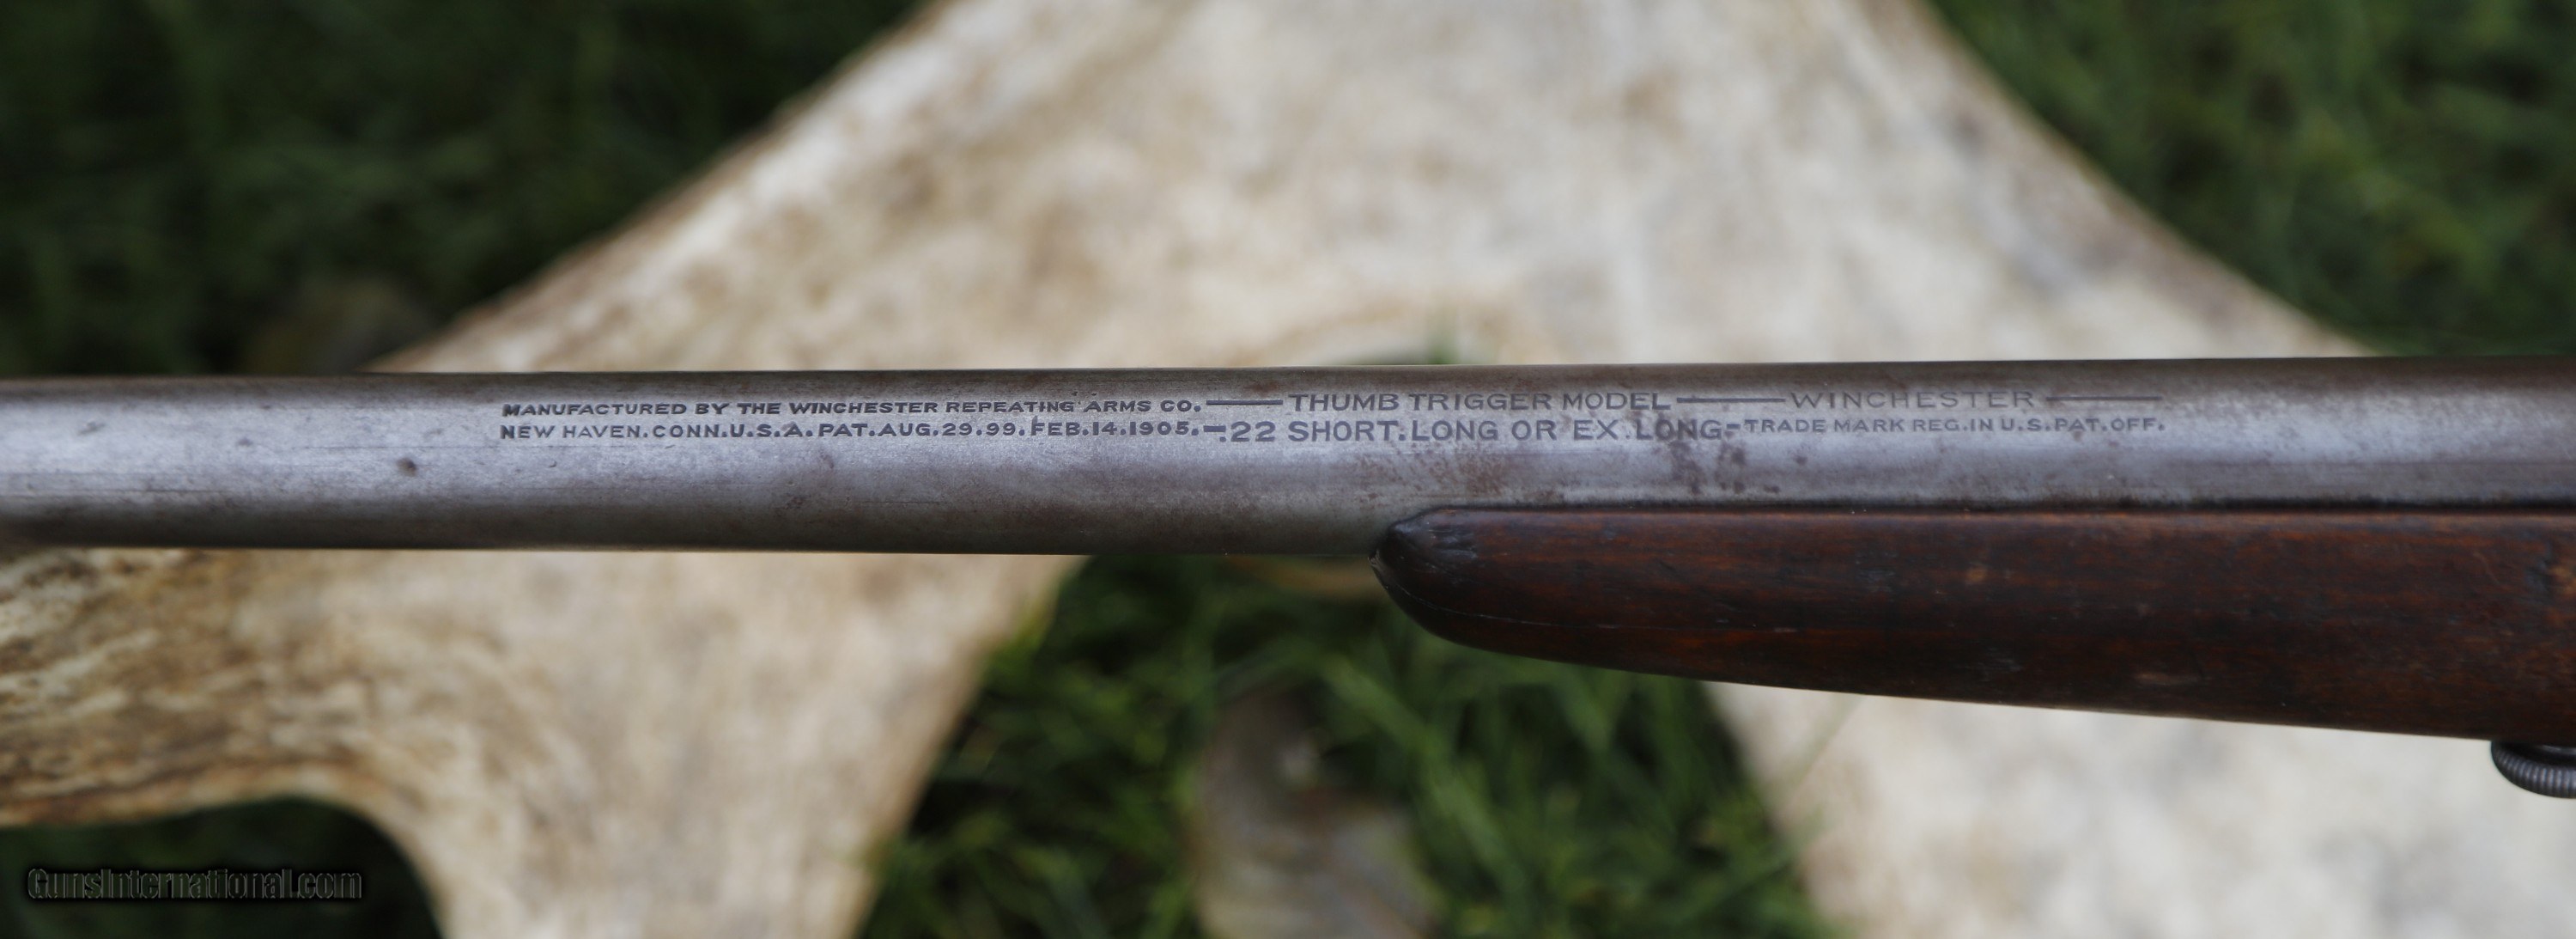 MANUFACTURED BY THE WINCHESTER REPEATING ARMS CO. — THUMB TRIGGER MODEL — WINCHESTER —
NEW HAVEN. CONN. U.S.A. PAT. AUG. 29. 99. FEB. 14. 1905. - .22 SHORT. LONG OR EX. LONG - TRADE MARK REG. IN U.S. PAT. OFF.
GunsInternational.com